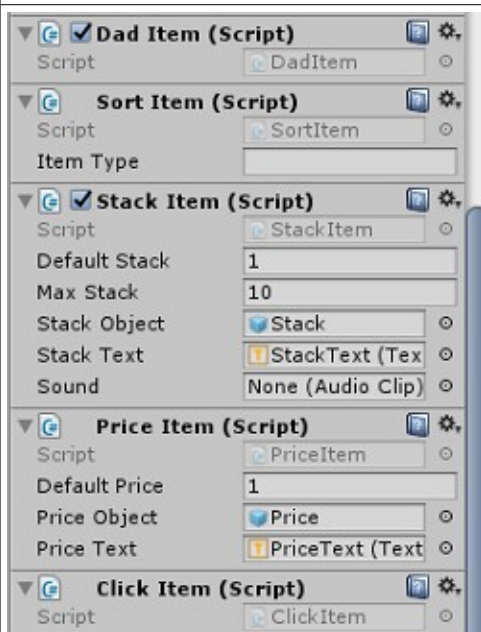 Dad Item (Script)
Script DadItem
Sort Item (Script)
Script SortItem
Item Type
Stack Item (Script)
Script StackItem
Default Stack 1
Max Stack 10
Stack Object Stack
Stack Text StackText (Tex
Sound None (Audio Clip)
Price Item (Script)
Script PriceItem
Default Price 1
Price Object Price
Price Text PriceText (Text
Click Item (Script)
Script ClickItem